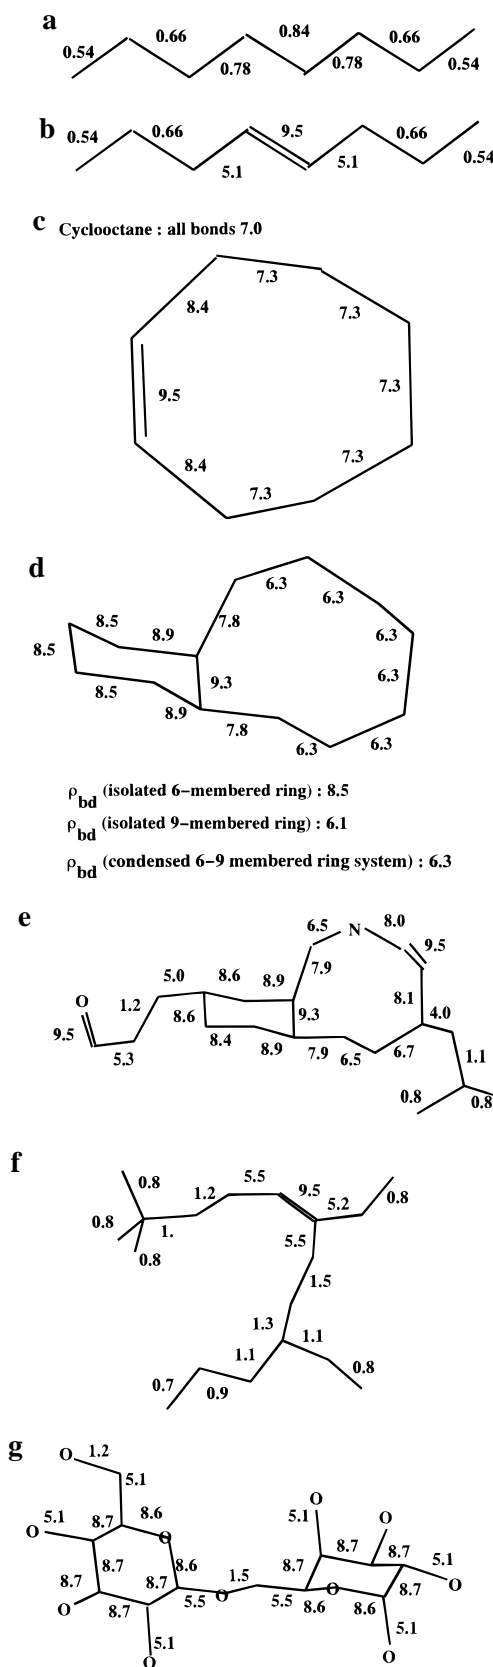 a
0.54 0.66 0.78 0.84 0.78 0.66 0.54
b
0.54 0.66 5.1 9.5 5.1 0.66 0.54
c Cyclooctane : all bonds 7.0
7.3
8.4 7.3
9.5 7.3
8.4 7.3
7.3
d
6.3 6.3
8.5 8.9 7.8 6.3
8.5 9.3 6.3
8.5 8.9 7.8 6.3 6.3
ρbd (isolated 6−membered ring) : 8.5
ρbd (isolated 9−membered ring) : 6.1
ρbd (condensed 6−9 membered ring system) : 6.3
e
6.5 N 8.0 9.5
O 1.2 5.0 8.6 8.9 7.9
9.5 8.6 9.3 8.1 4.0
5.3 8.4 8.9 7.9 6.5 6.7 1.1
0.8 0.8
f
0.8 1.2 5.5 9.5 5.2 0.8
0.8 1. 5.5
0.8 1.5
1.3 1.1
1.1 0.8
0.7 0.9
g
O 1.2 5.1
O 5.1 8.7 8.6 O O 5.1 O
8.7 8.6 8.7 8.7 8.7 5.1 O
8.7 8.7 1.5 O 8.7
O 8.7 5.5 O 5.5 8.6 8.6
5.1 5.1
O O